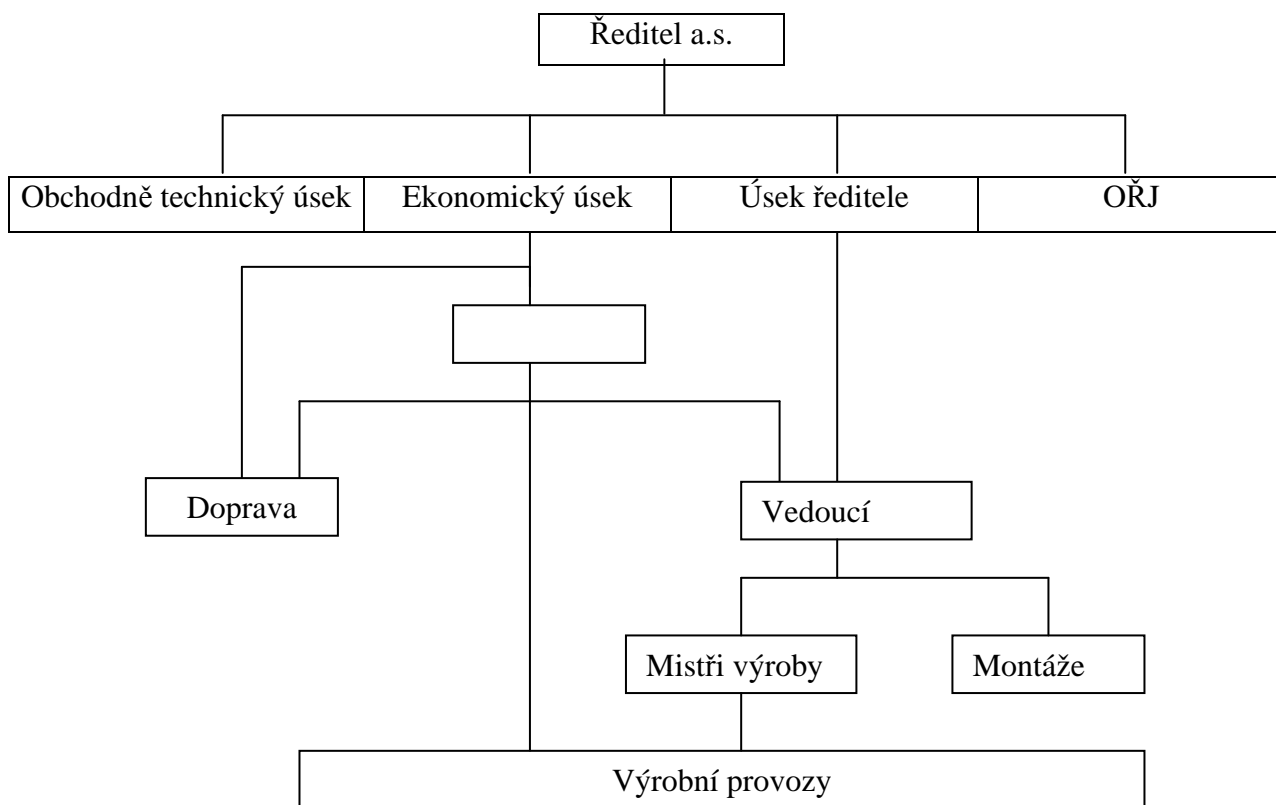 Ředitel a.s.
Obchodně technický úsek
Ekonomický úsek
Úsek ředitele
OŘJ
Doprava
Vedoucí
Mistři výroby
Montáže
Výrobní provozy